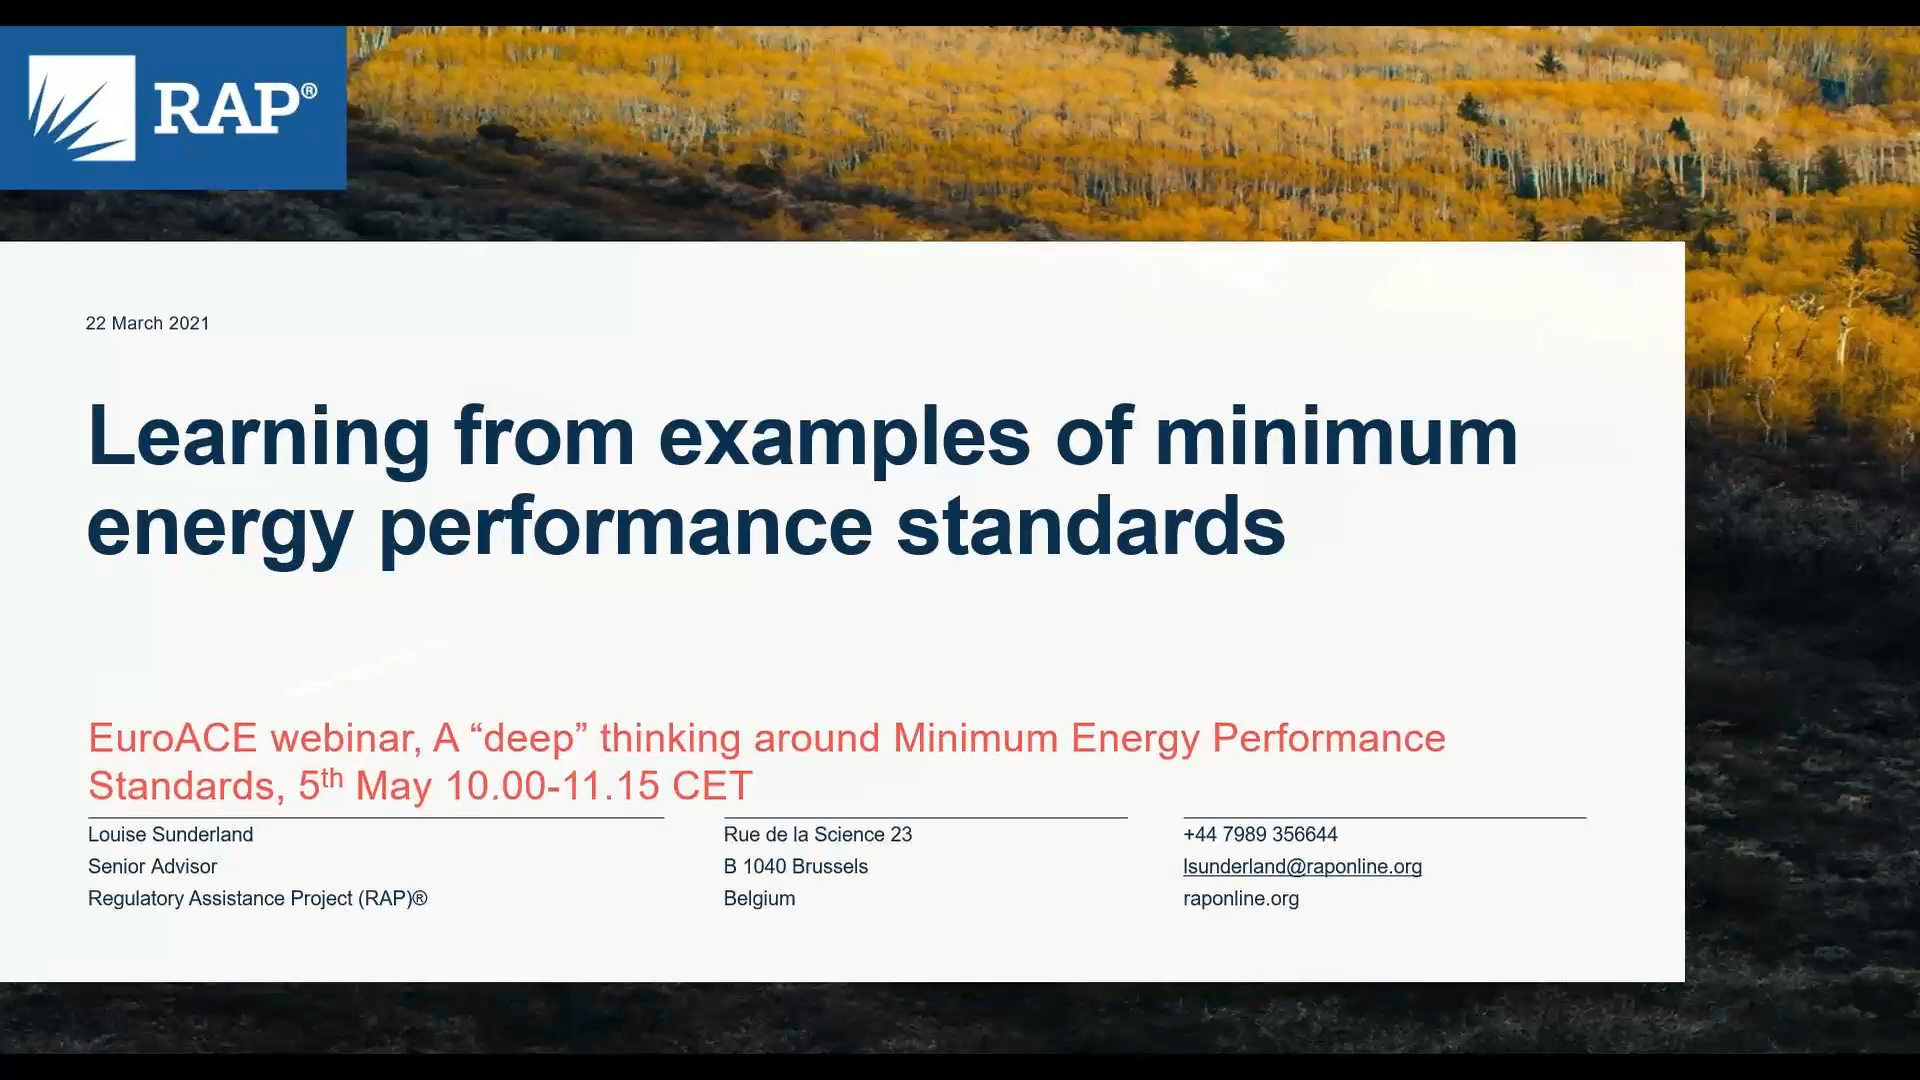 RAP®
22 March 2021
Learning from examples of minimum
energy performance standards
EuroACE webinar, A “deep” thinking around Minimum Energy Performance
Standards, 5th May 10.00-11.15 CET
Louise Sunderland
Senior Advisor
Regulatory Assistance Project (RAP)®
Rue de la Science 23
B 1040 Brussels
Belgium
+44 7989 356644
lsunderland@raponline.org
raponline.org